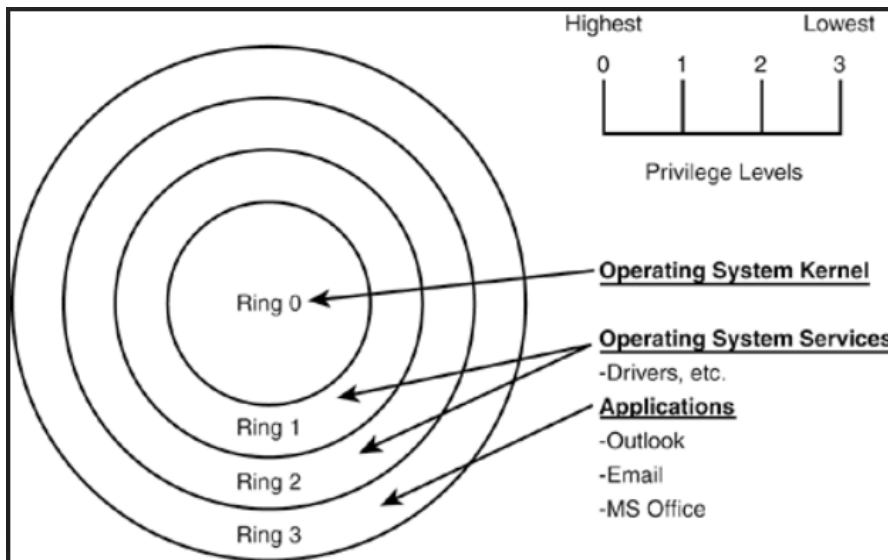 Highest Lowest
0 1 2 3
Privilege Levels
Operating System Kernel
Ring 0
Operating System Services
-Drivers, etc.
Applications
Ring 1
-Outlook
-Email
Ring 2
-MS Office
Ring 3